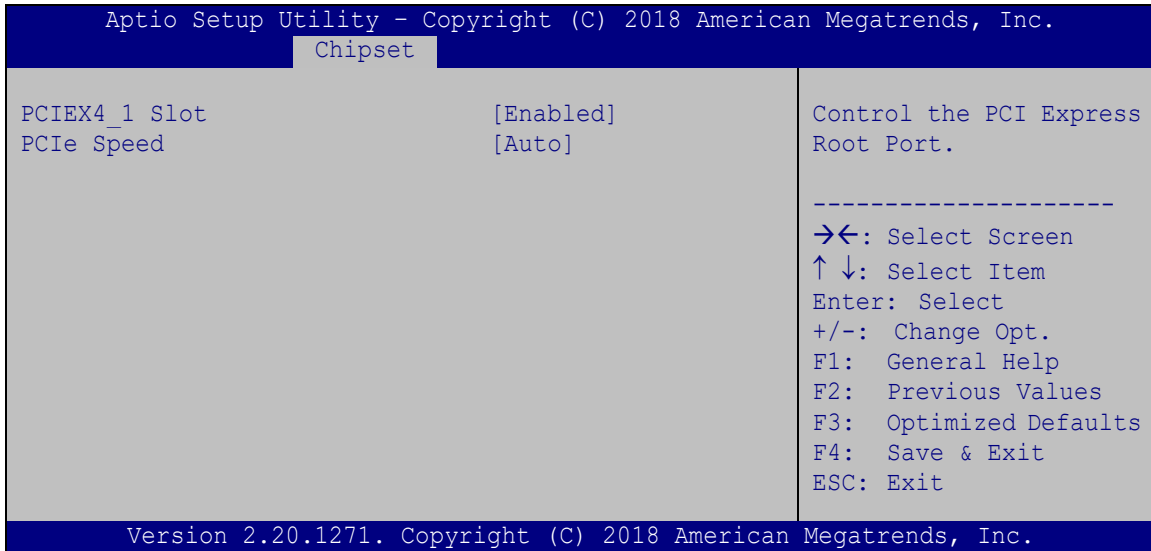 Aptio Setup Utility – Copyright (C) 2018 American Megatrends, Inc.
Chipset
PCIEX4_1 Slot [Enabled]
PCIe Speed [Auto]
Control the PCI Express
Root Port.
---------------------
→←: Select Screen
↑ ↓: Select Item
Enter: Select
+/-: Change Opt.
F1: General Help
F2: Previous Values
F3: Optimized Defaults
F4: Save & Exit
ESC: Exit
Version 2.20.1271. Copyright (C) 2018 American Megatrends, Inc.